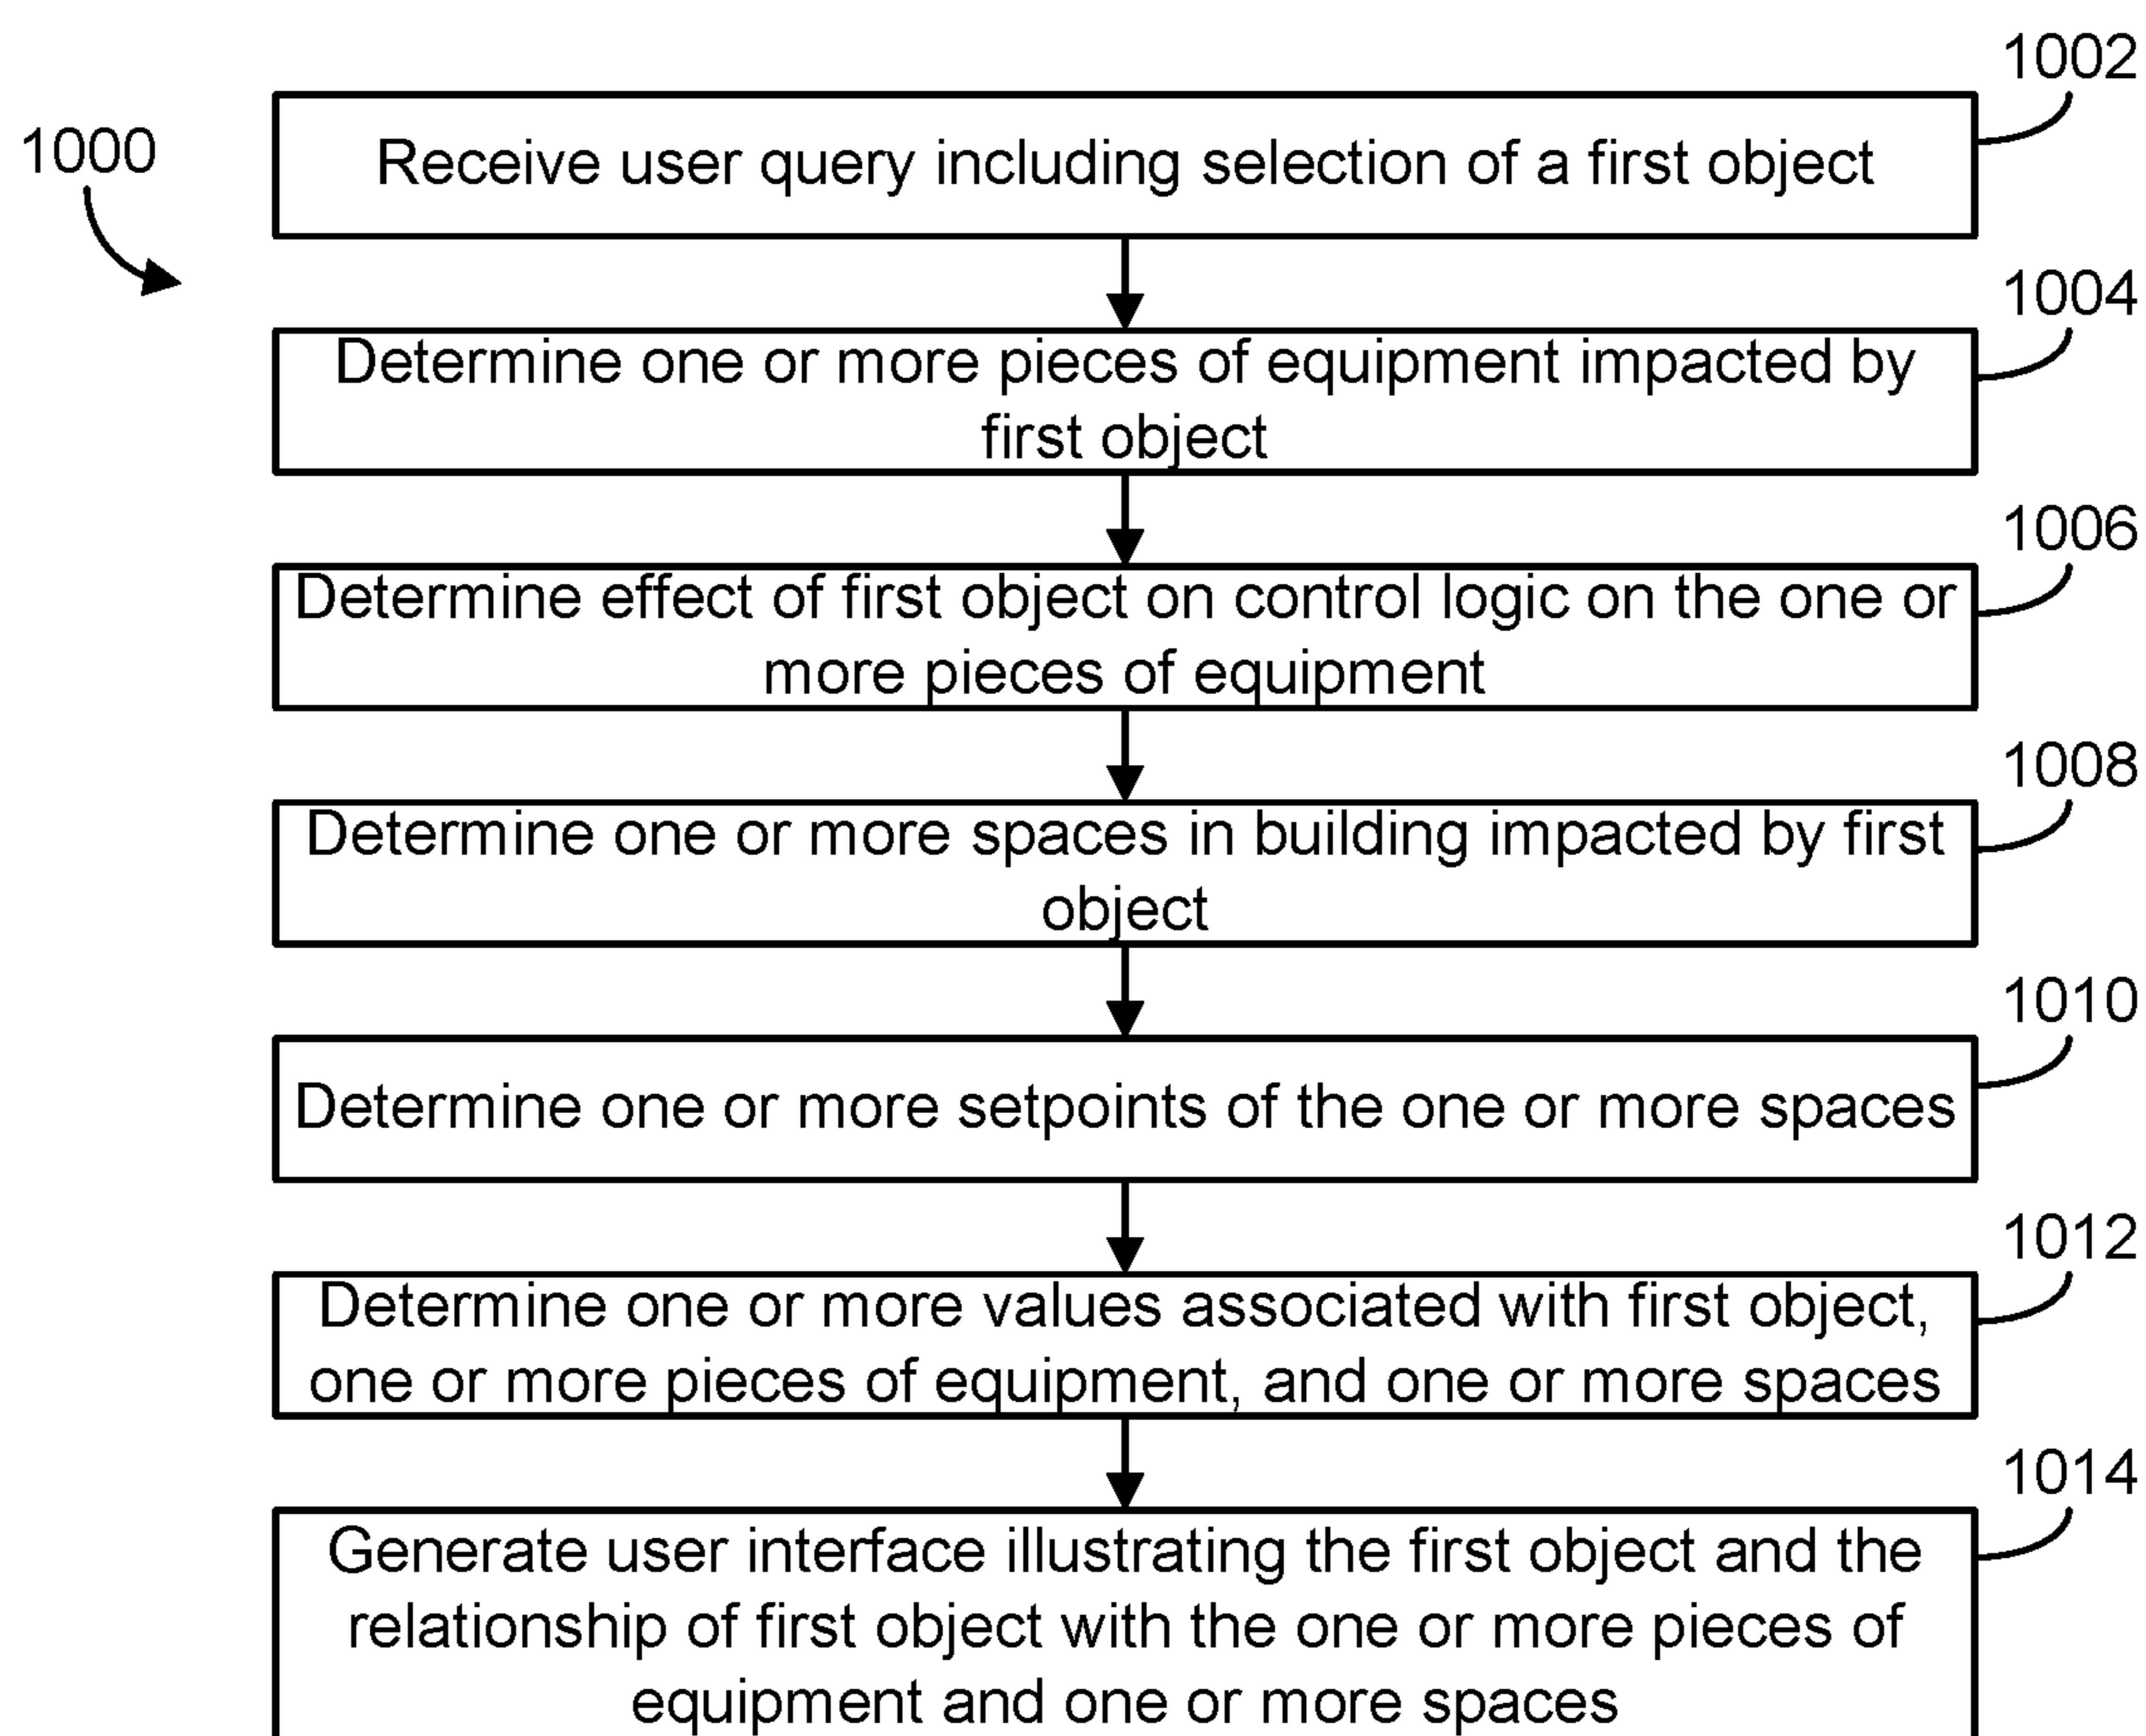 1002
1000
Receive user query including selection of a first object
1004
Determine one or more pieces of equipment impacted by
first object
1006
Determine effect of first object on control logic on the one or
more pieces of equipment
1008
Determine one or more spaces in building impacted by first
object
1010
Determine one or more setpoints of the one or more spaces
1012
Determine one or more values associated with first object,
one or more pieces of equipment, and one or more spaces
1014
Generate user interface illustrating the first object and the
relationship of first object with the one or more pieces of
equipment and one or more spaces